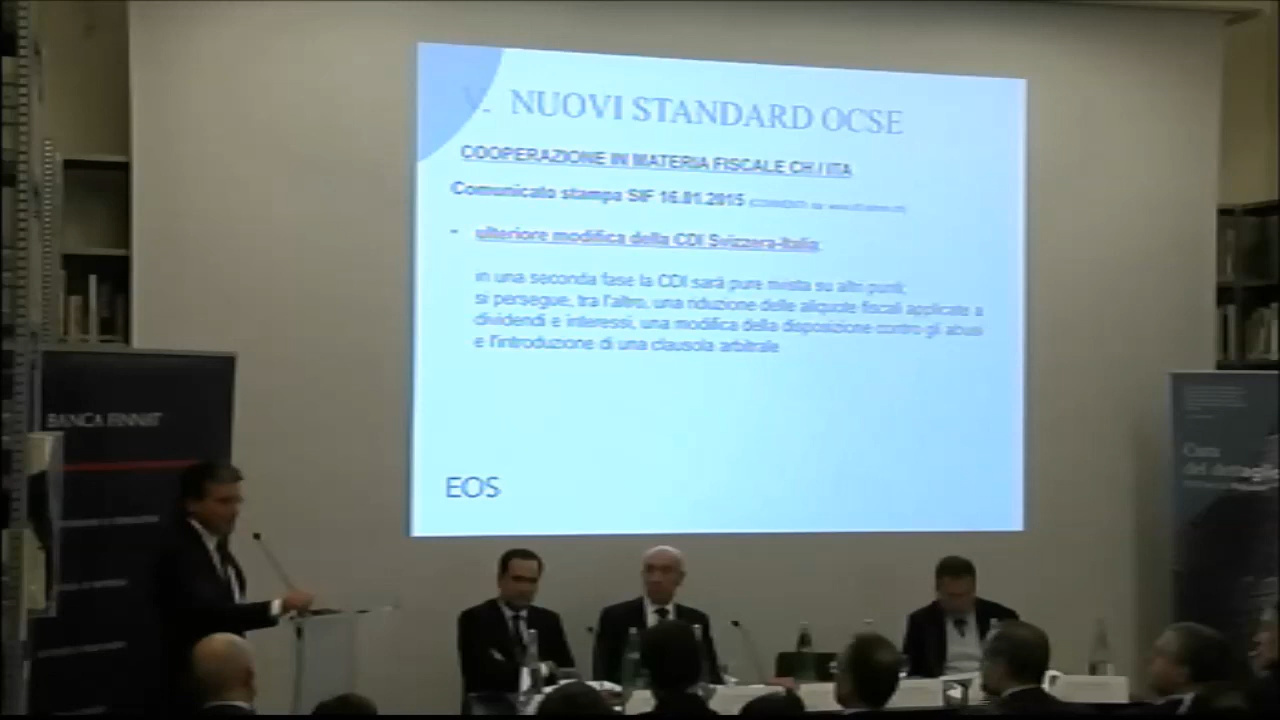 V. NUOVI STANDARD OCSE
COOPERAZIONE IN MATERIA FISCALE CH / ITA
Comunicato stampa SIF 16.01.2015
- ulteriore modifica della CDI Svizzera-Italia
in una seconda fase la CDI sarà pure rivista su altri punti;
si persegue, tra l'altro, una riduzione delle aliquote fiscali applicate a
dividendi e interessi, una modifica della disposizione contro gli abusi
e l'introduzione di una clausola arbitrale
EOS
BANCA FINNAT
Cura
del dettaglio